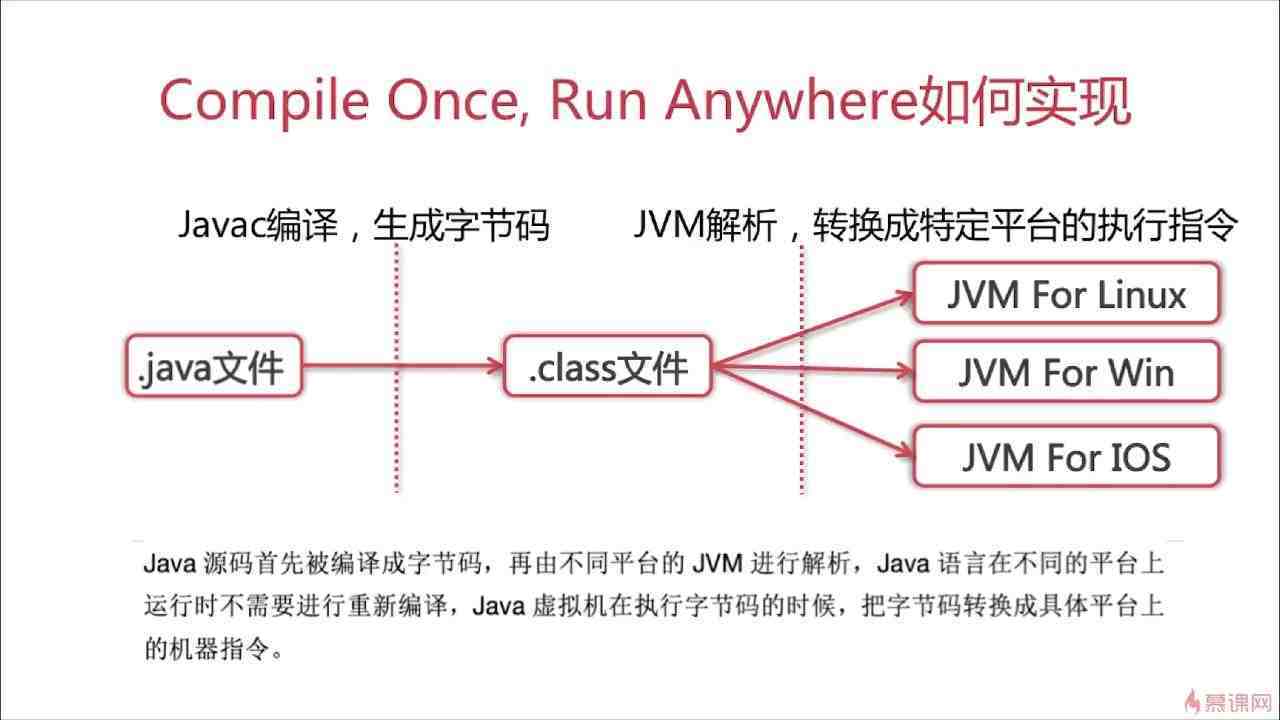 Compile Once, Run Anywhere如何实现
Javac编译，生成字节码
JVM解析，转换成特定平台的执行指令
.java文件
.class文件
JVM For Linux
JVM For Win
JVM For IOS
Java 源码首先被编译成字节码，再由不同平台的 JVM 进行解析，Java 语言在不同的平台上
运行时不需要进行重新编译，Java 虚拟机在执行字节码的时候，把字节码转换成具体平台上
的机器指令。
慕课网